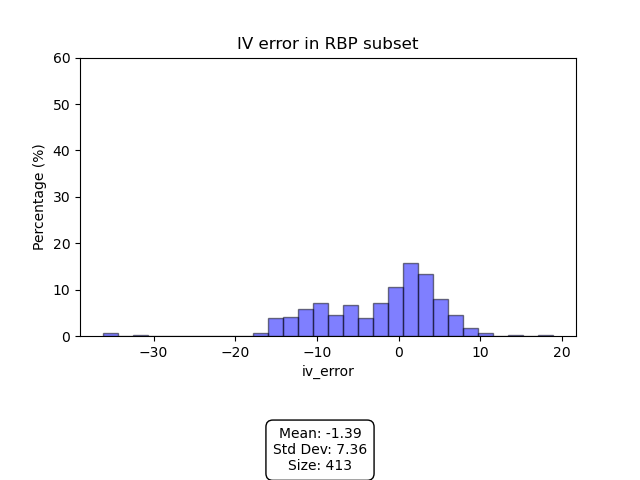 IV error in RBP subset
60
50
40
30
20
10
0
Percentage (%)
−30
−20
−10
0
10
20
iv_error
Mean: -1.39
Std Dev: 7.36
Size: 413